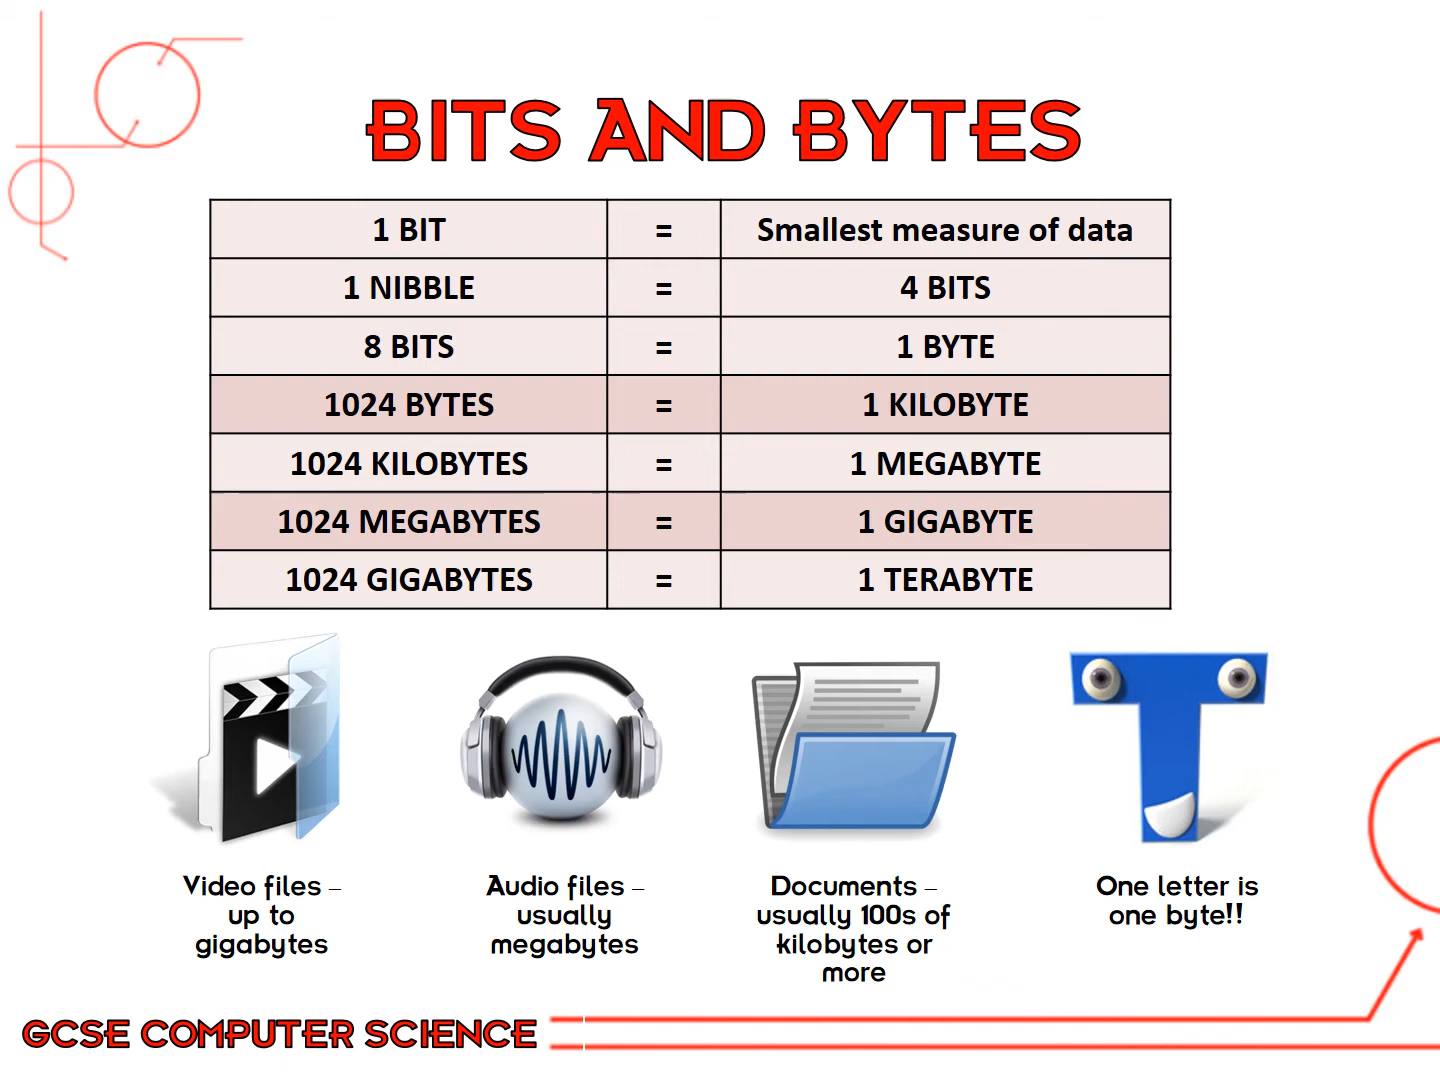 BITS AND BYTES
1 BIT = Smallest measure of data
1 NIBBLE = 4 BITS
8 BITS = 1 BYTE
1024 BYTES = 1 KILOBYTE
1024 KILOBYTES = 1 MEGABYTE
1024 MEGABYTES = 1 GIGABYTE
1024 GIGABYTES = 1 TERABYTE
Video files –
up to
gigabytes
Audio files –
usually
megabytes
Documents –
usually 100s of
kilobytes or
more
One letter is
one byte!!
GCSE COMPUTER SCIENCE